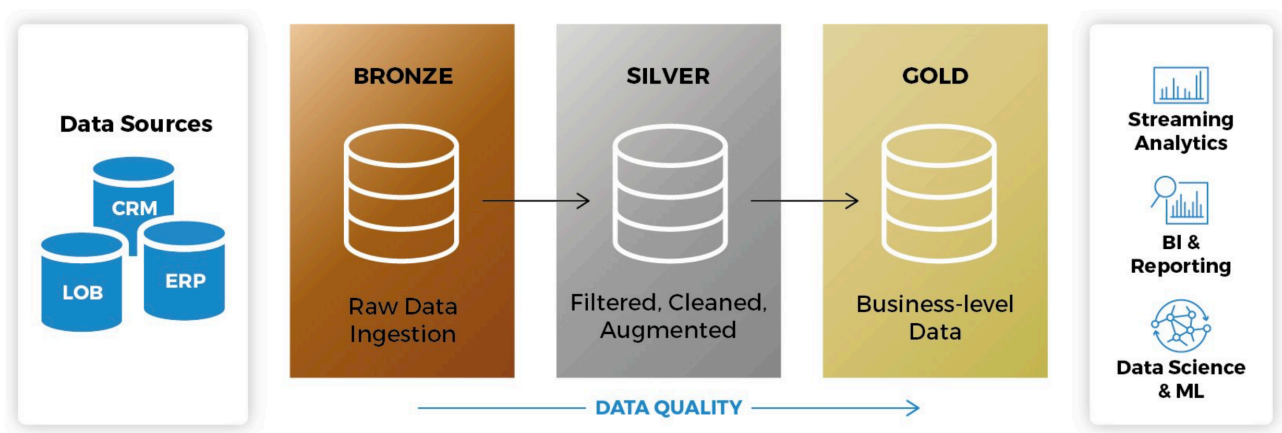 Data Sources
CRM
LOB
ERP
BRONZE
Raw Data
Ingestion
SILVER
Filtered, Cleaned,
Augmented
GOLD
Business-level
Data
DATA QUALITY
Streaming
Analytics
BI &
Reporting
Data Science
& ML